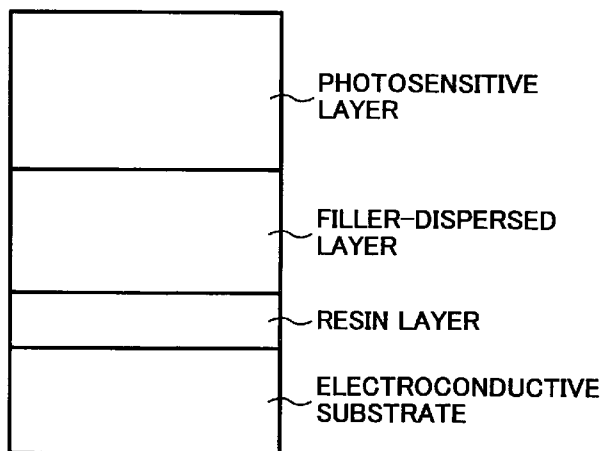 PHOTOSENSITIVE
LAYER
FILLER-DISPERSED
LAYER
RESIN LAYER
ELECTROCONDUCTIVE
SUBSTRATE